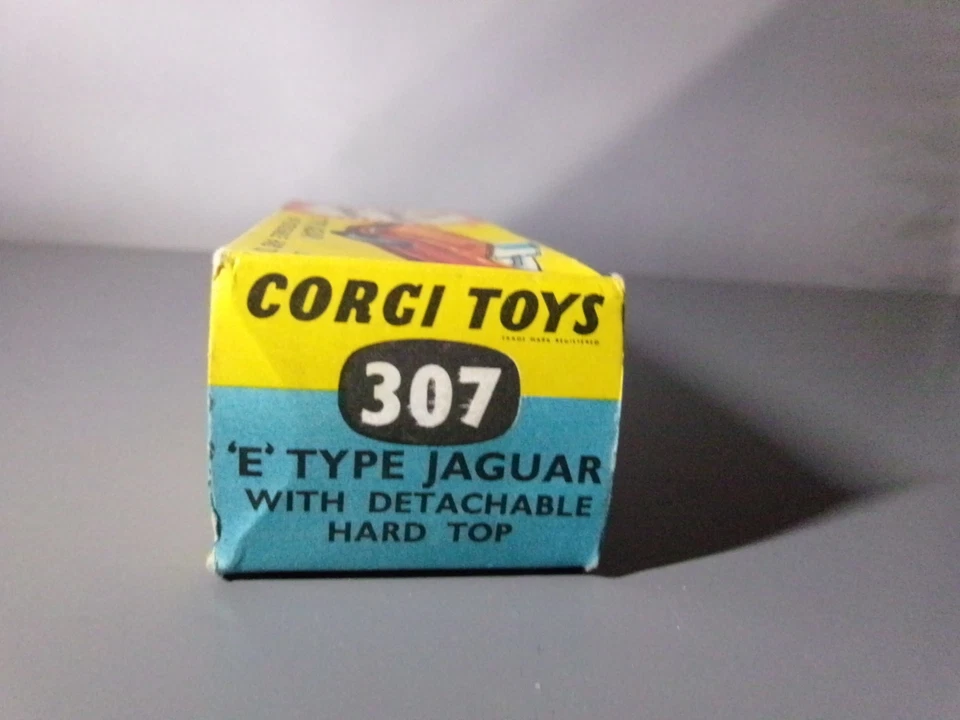 CORGI TOYS
TRADE MARK REGISTERED
307
'E' TYPE JAGUAR
WITH DETACHABLE
HARD TOP